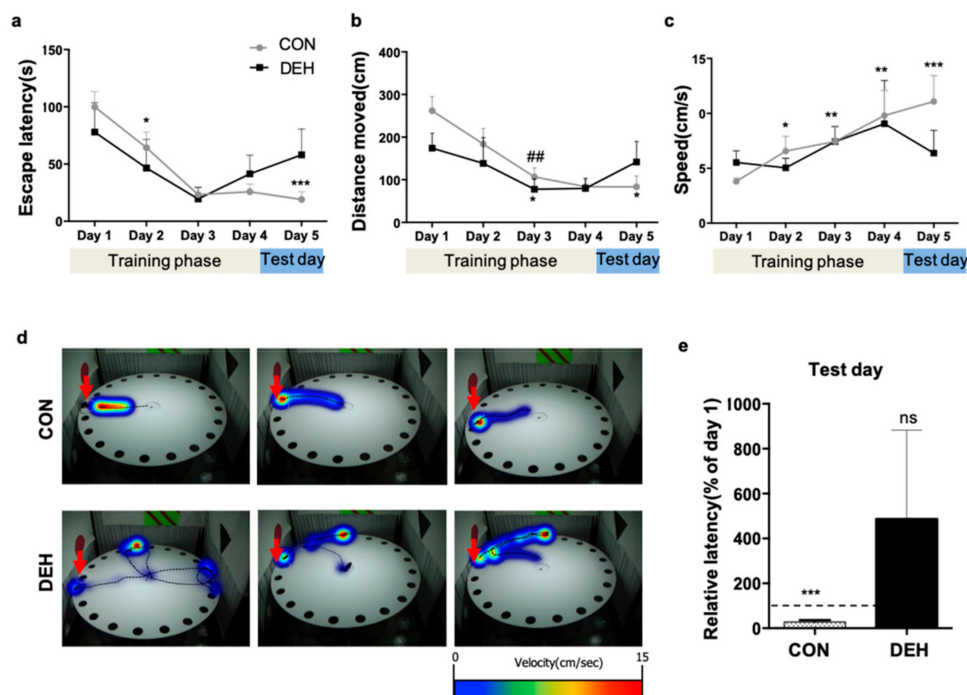 a
Escape latency(s)
150
100
50
0
CON
DEH
*
***
Day 1 Day 2 Day 3 Day 4 Day 5
Training phase Test day
b
Distance moved(cm)
400
300
200
100
0
##
*
*
Day 1 Day 2 Day 3 Day 4 Day 5
Training phase Test day
c
Speed(cm/s)
15
0
5
0
*
**
**
***
Day 1 Day 2 Day 3 Day 4 Day 5
Training phase Test day
d
CON
DEH
0 Velocity(cm/sec) 15
e
Test day
Relative latency(% of day 1)
1000
800
600
400
200
0
***
ns
CON DEH